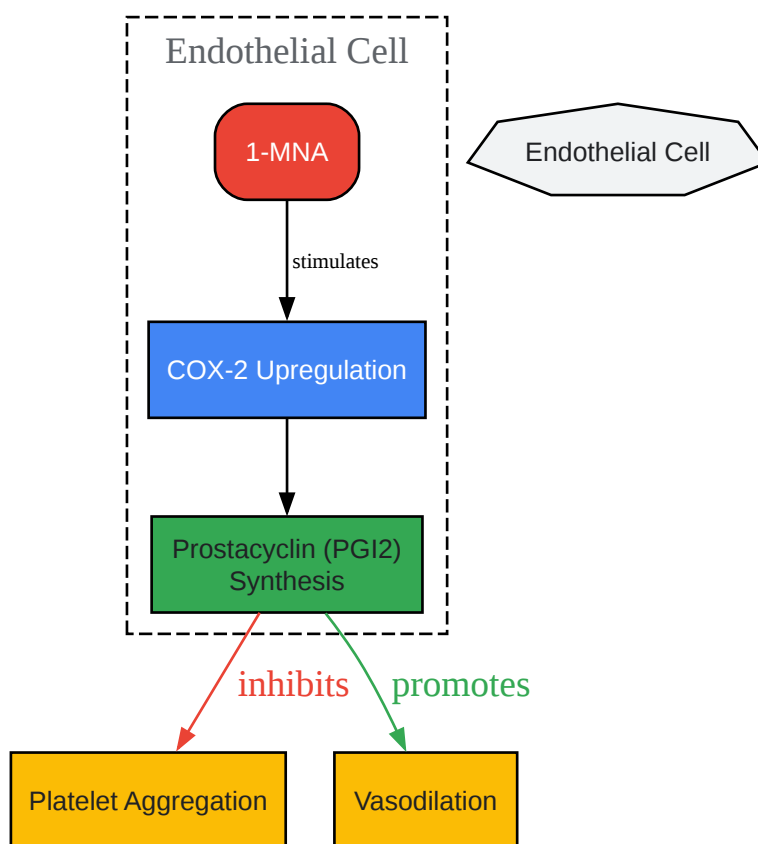 Endothelial Cell
1-MNA
Endothelial Cell
stimulates
COX-2 Upregulation
Prostacyclin (PGI2)
Synthesis
inhibits
promotes
Platelet Aggregation
Vasodilation